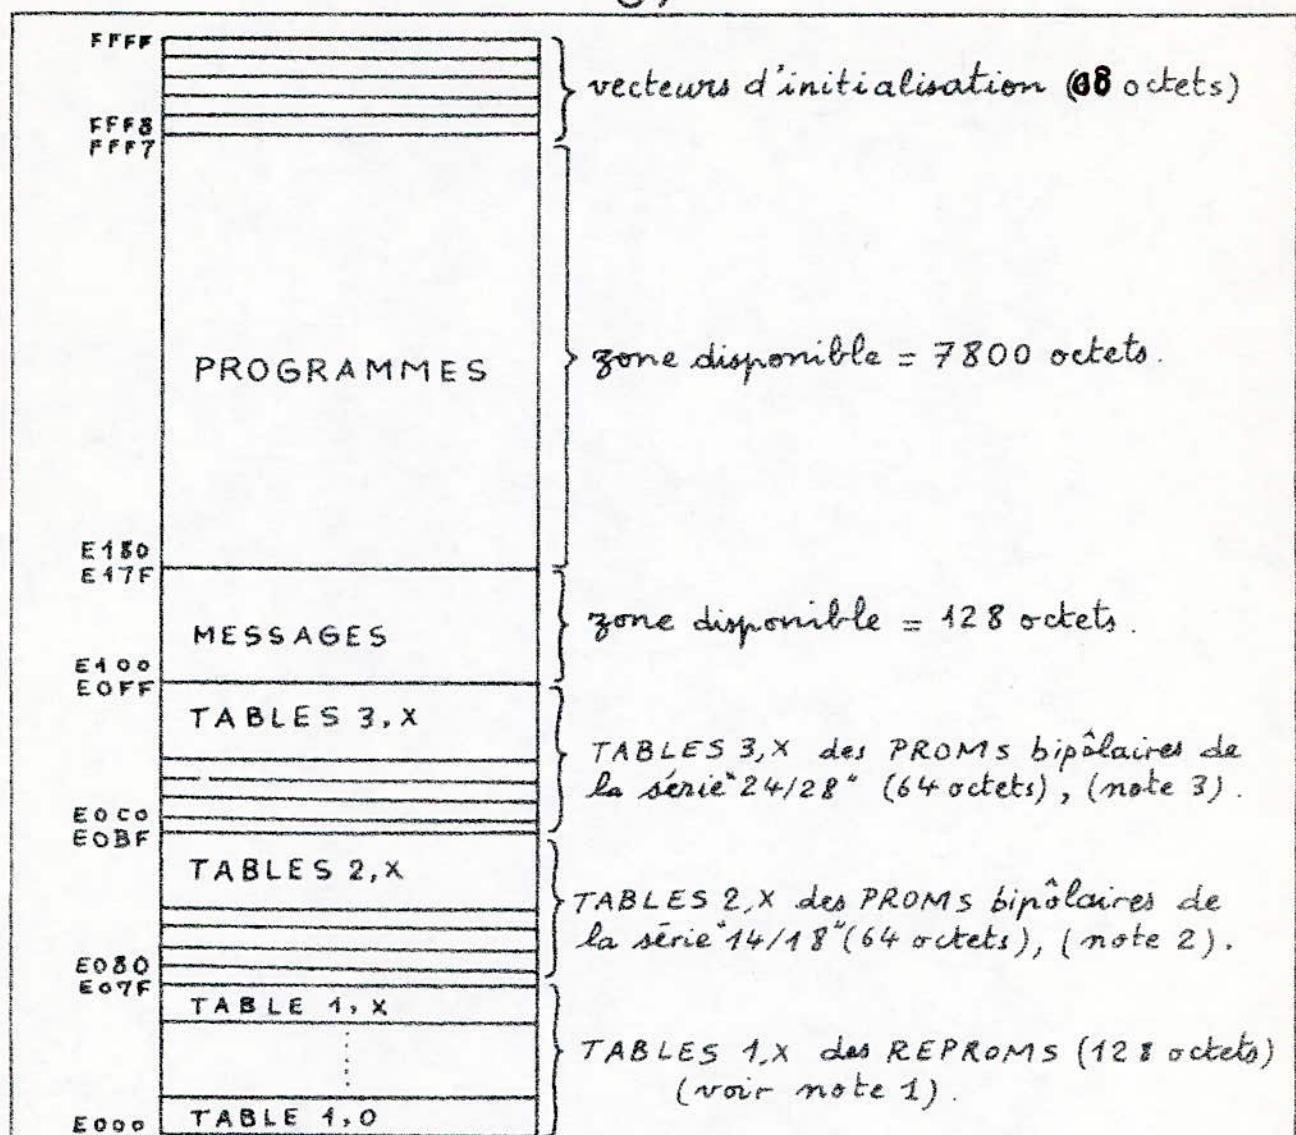 FFFF
vecteurs d'initialisation (08 octets)
FFF8
FFF7
PROGRAMMES
zone disponible = 7800 octets.
E180
E17F
MESSAGES
zone disponible = 128 octets.
E100
E0FF
TABLES 3,X
TABLES 3,X des PROMs bipôlaires de
la série "24/28" (64 octets), (note 3).
E0C0
E0BF
TABLES 2,X
TABLES 2,X des PROMs bipôlaires de
la série "14/18" (64 octets), (note 2).
E080
E07F
TABLE 1,X
TABLES 1,X des REPROMs (128 octets)
(voir note 1).
E000
TABLE 1,0